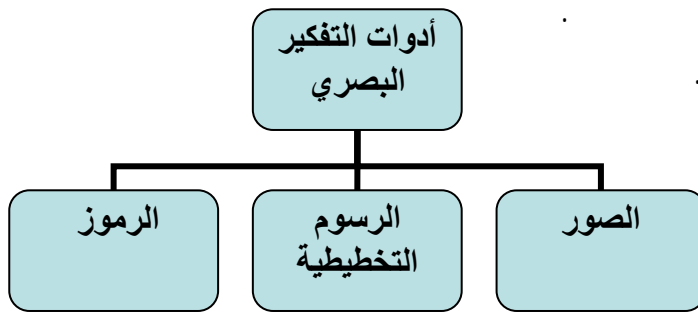 أدوات التفكير
البصري
الصور
الرسوم
التخطيطية
الرموز